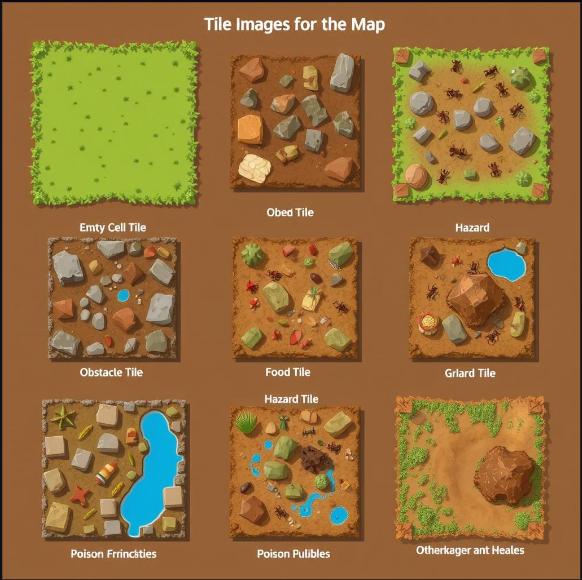 Tile Images for the Map
Emty Cell Tile
Obed Tile
Hazard
Obstacle Tile
Food Tile
Grlard Tile
Hazard Tile
Poison Frrincities
Poison Pulibles
Otherkager ant Heales